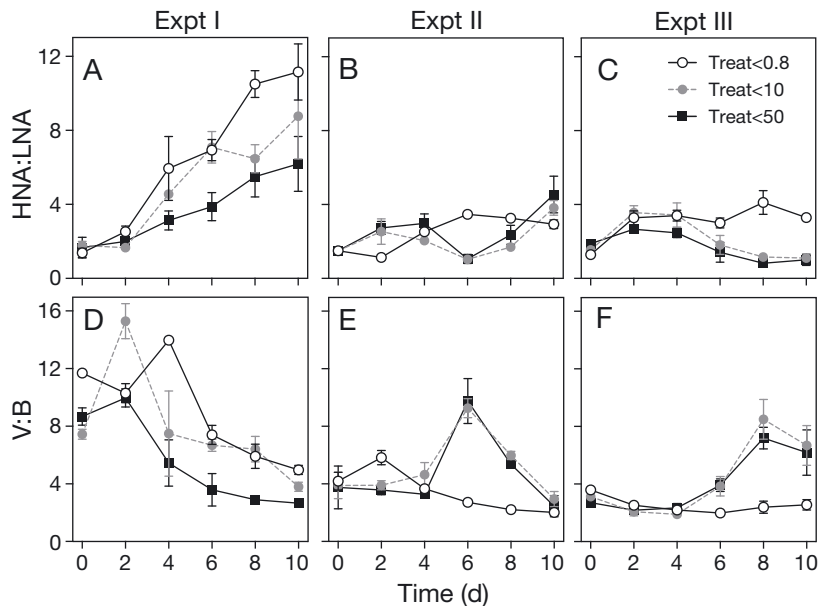 Expt I Expt II Expt III
A B C
Treat<0.8
Treat<10
Treat<50
HNA:LNA
12
8
4
0
D E F
V:B
16
12
8
4
0
0 2 4 6 8 10 0 2 4 6 8 10 0 2 4 6 8 10
Time (d)